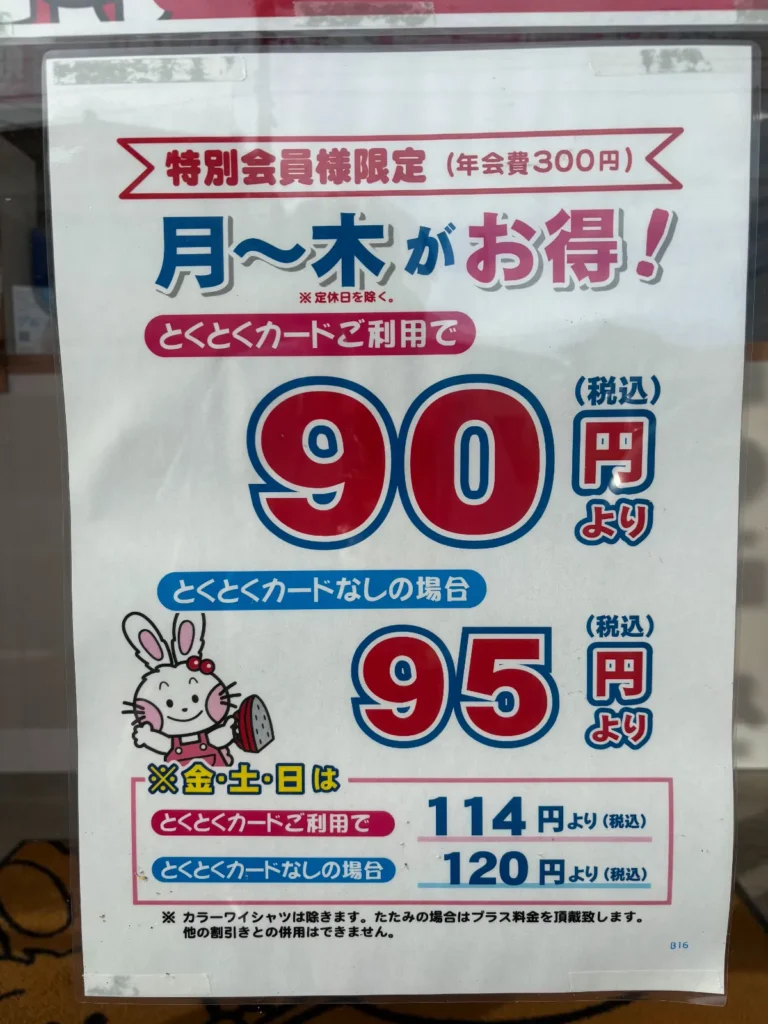 特別会員様限定 (年会費300円)
月〜木がお得!
※定休日を除く。
とくとくカードご利用で
90円より (税込)
とくとくカードなしの場合
95円より (税込)
※金・土・日は
とくとくカードご利用で 114円より(税込)
とくとくカードなしの場合 120円より(税込)
※ カラーワイシャツは除きます。たたみの場合はプラス料金を頂戴致します。
他の割引きとの併用はできません。
B16